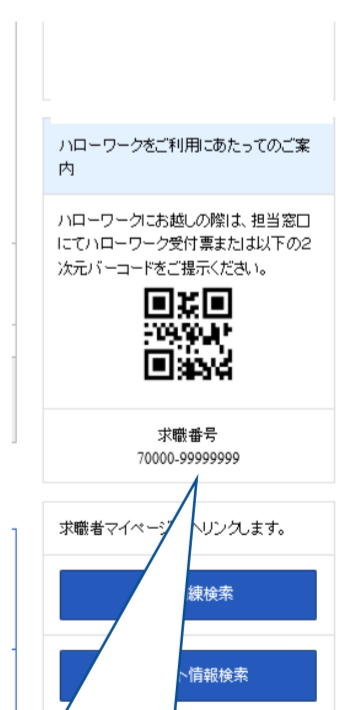 ハローワークをご利用にあたってのご案
内
ハローワークにお越しの際は、担当窓口
にてハローワーク受付票または以下の2
次元バーコードをご提示ください。
求職番号
70000-99999999
求職者マイページ
へリンクします。
練検索
ト情報検索